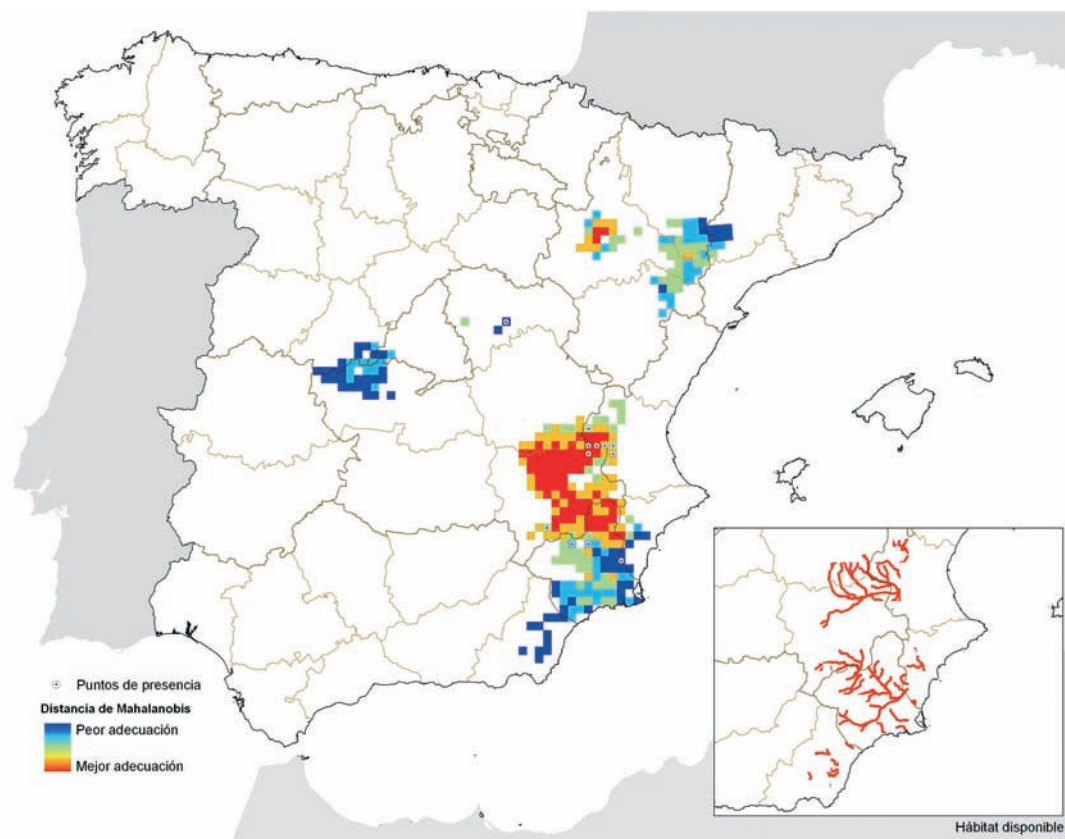 Puntos de presencia
Distancia de Mahalanobis
Peor adecuación
Mejor adecuación
Hábitat disponible